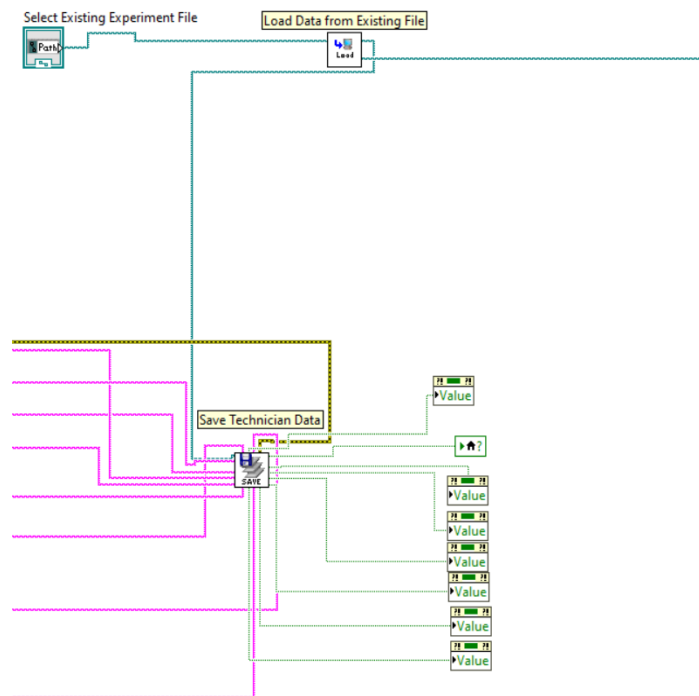 Select Existing Experiment File
Load Data from Existing File
Path
Load
Save Technician Data
SAVE
?! ?!
Value
?
?! ?!
Value
?! ?!
Value
?! ?!
Value
?! ?!
Value
?! ?!
Value
?! ?!
Value